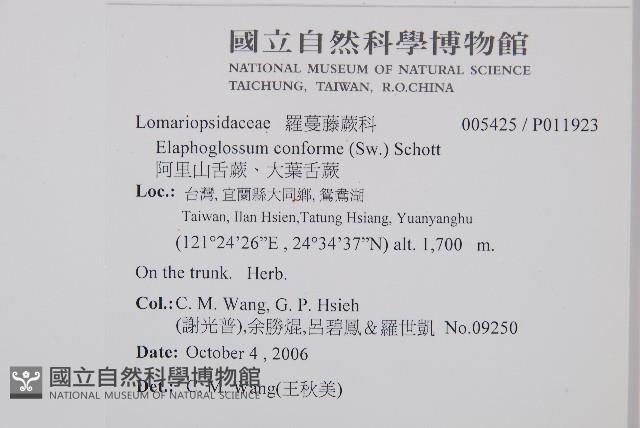 國立自然科學博物館
NATIONAL MUSEUM OF NATURAL SCIENCE
TAICHUNG, TAIWAN, R.O.CHINA
Lomariopsidaceae 羅蔓藤蕨科 005425 / P011923
Elaphoglossum conforme (Sw.) Schott
阿里山舌蕨、大葉舌蕨
Loc.: 台灣, 宜蘭縣大同鄉, 鴛鴦湖
Taiwan, Ilan Hsien,Tatung Hsiang, Yuanyanghu
(121°24'26”E , 24°34'37”N) alt. 1,700 m.
On the trunk. Herb.
Col.: C. M. Wang, G. P. Hsieh
(謝光普),余勝焜,呂碧鳳&羅世凱 No.09250
Date: October 4 , 2006
Det.: C. M. Wang(王秋美)
國立自然科學博物館
NATIONAL MUSEUM OF NATURAL SCIENCE